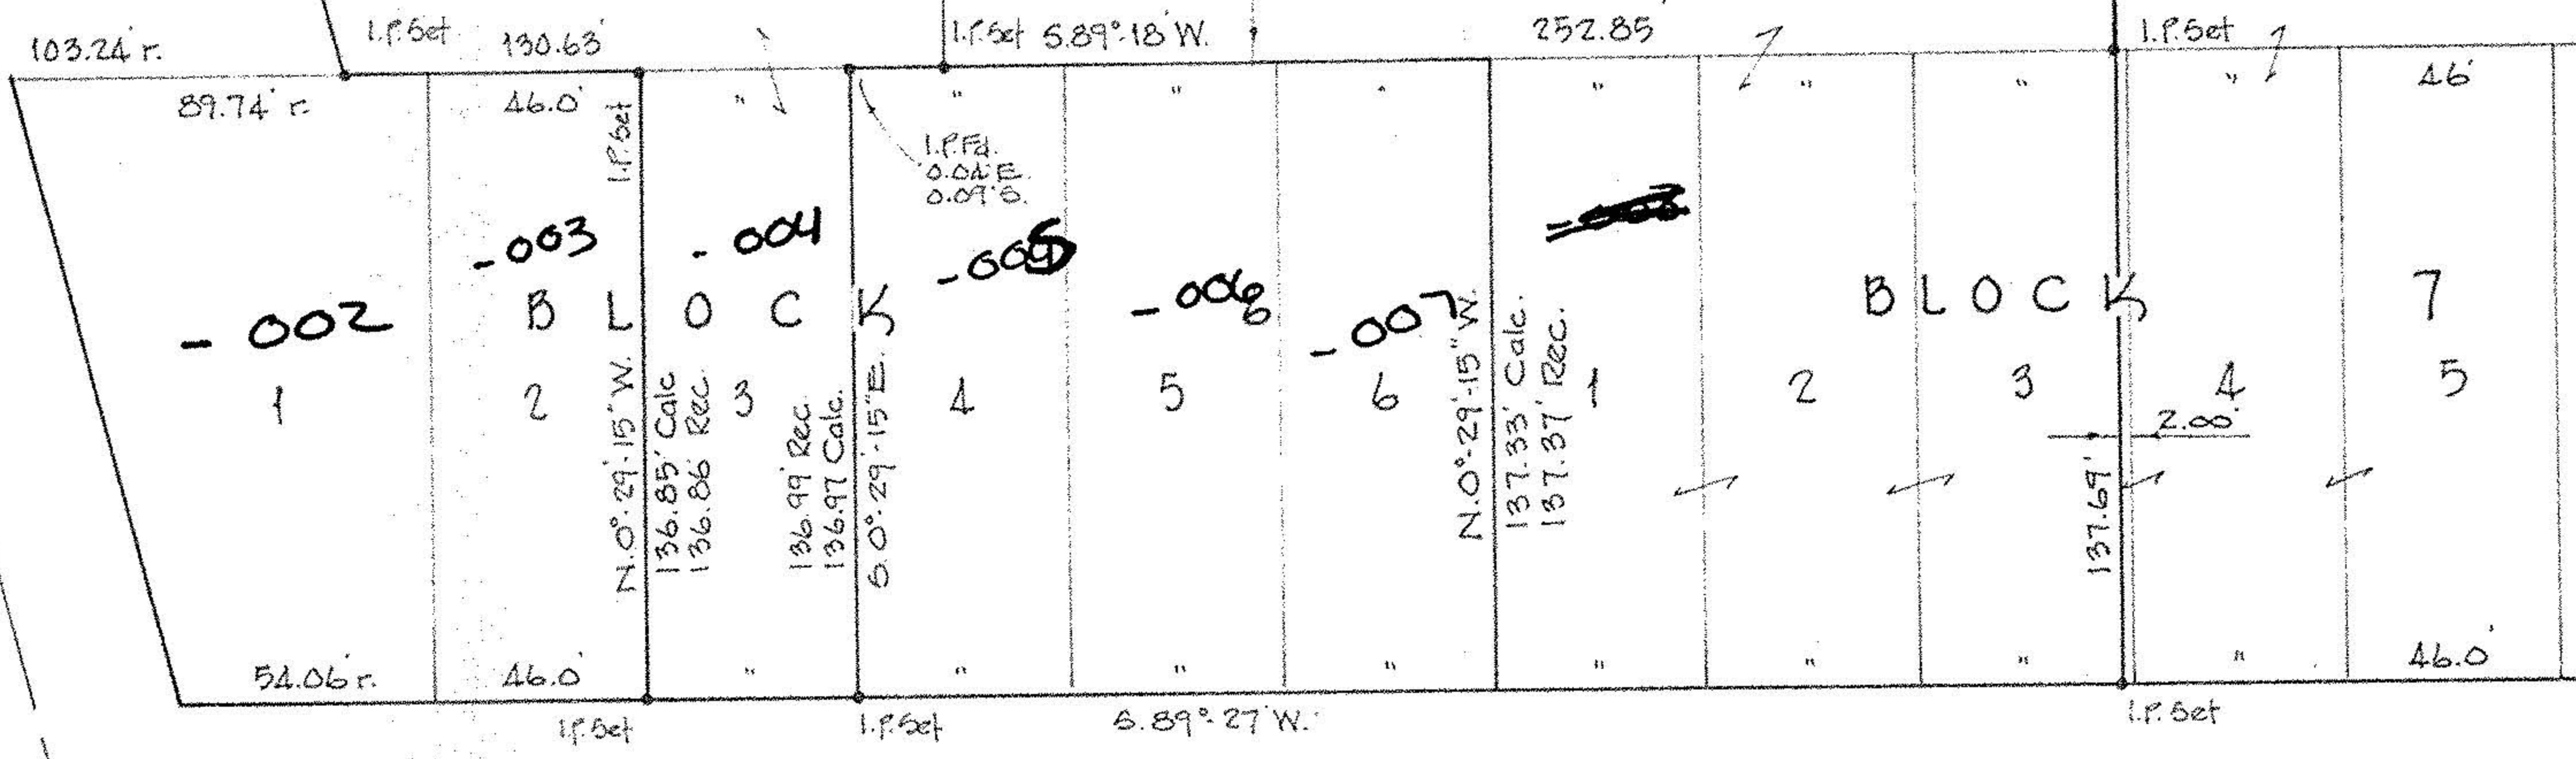 103.24' r.
I.P. Set
130.63'
I.P. Set S.89°-18'W.
252.85'
I.P. Set
89.74' r.
46.0'
"
"
"
"
"
"
"
46'
I.P. Set
I.P. Fd.
0.04'E.
0.09'S.
-002
-003
-004
-005
-006
-007
B L O C K
B L O C K 7
1
2
3
4
5
6
1
2
3
4
5
2.00'
N.0°-29'-15"W.
136.85' Calc
136.86' Rec.
136.99' Rec.
136.97 Calc.
S.0°-29'-15"E.
N.0°-29'-15"W.
137.33' Calc.
137.37' Rec.
137.69'
54.06' r.
46.0'
"
"
"
"
"
"
"
"
46.0'
I.P. Set
I.P. Set
S.89°-27'W.
I.P. Set